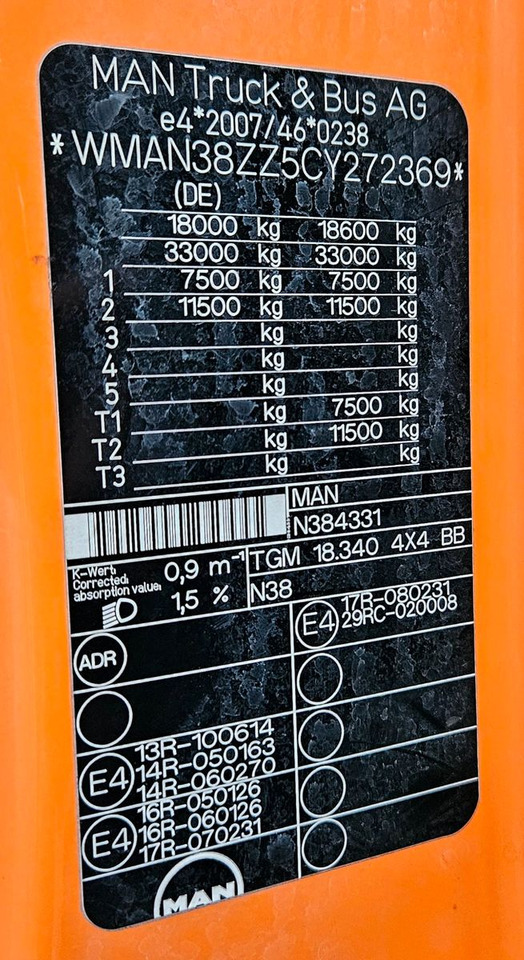 MAN Truck & Bus AG
e4*2007/46*0238
*WMAN38ZZ5CY272369*
(DE)
18000 kg 18600 kg
33000 kg 33000 kg
1 7500 kg 7500 kg
2 11500 kg 11500 kg
3 kg kg
4 kg kg
5 kg kg
T1 kg 7500 kg
T2 kg 11500 kg
T3 kg kg
MAN
N384331
K-Wert: Corrected: absorption value: 0,9 m⁻¹
TGM 18.340 4X4 BB
1,5 %
N38
ADR
E4 17R-080231
29RC-020008
E4 13R-100614
14R-050163
14R-060270
E4 16R-050126
16R-060126
17R-070231
MAN